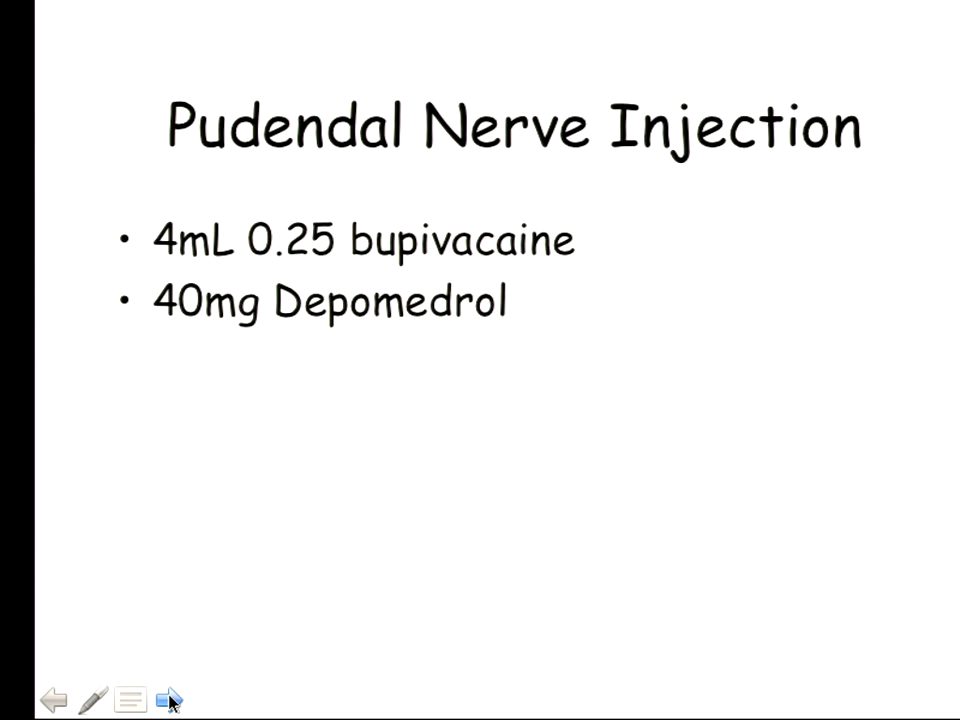 Pudendal Nerve Injection
• 4mL 0.25 bupivacaine
• 40mg Depomedrol